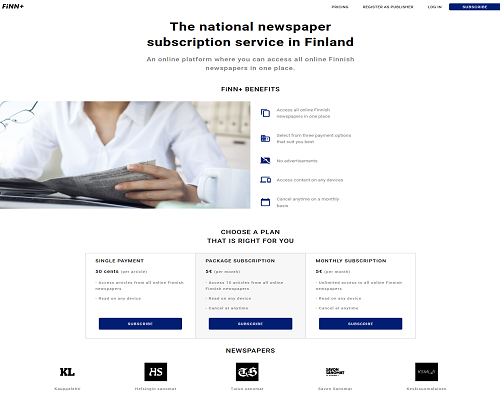 FiNN+
PRICING REGISTER AS PUBLISHER LOG IN SUBSCRIBE
The national newspaper
subscription service in Finland
An online platform where you can access all online Finnish
newspapers in one place.
FiNN+ BENEFITS
Access all online Finnish
newspapers in one place
Select from three payment options
that suit you best
No advertisements
Access content on any devices
Cancel anytime on a monthly
basis
CHOOSE A PLAN
THAT IS RIGHT FOR YOU
SINGLE PAYMENT
50 cents (per article)
- Access articles from all online Finnish
newspapers
- Read on any device
SUBSCRIBE
PACKAGE SUBSCRIPTION
5€ (per month)
- Access 15 articles from all online
Finnish newspapers
- Read on any device
- Cancel at anytime
SUBSCRIBE
MONTHLY SUBSCRIPTION
5€ (per month)
- Unlimited access to all online Finnish
newspapers
- Read on any device
- Cancel at anytime
SUBSCRIBE
NEWSPAPERS
KL
Kauppalehti
HS
Helsingin sanomat
TS
Turun sanomat
SAVON
SANOMAT
Savon Sanomat
Keskisuomalainen